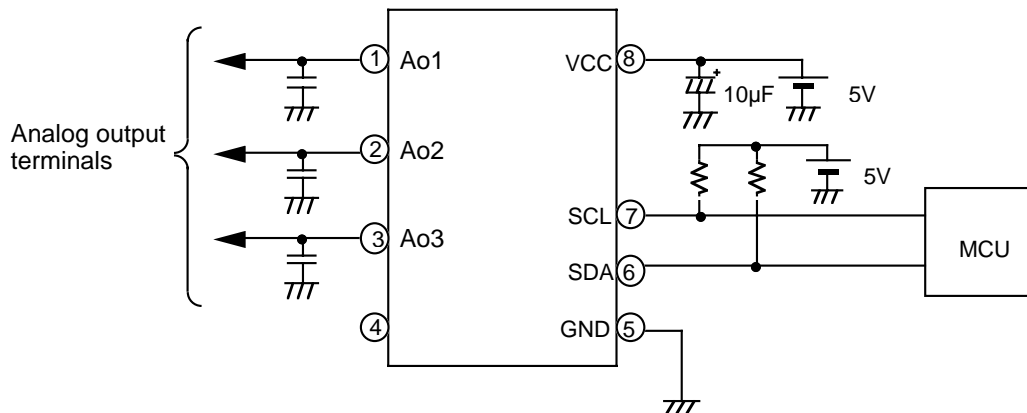 Analog output
terminals
1 Ao1
2 Ao2
3 Ao3
4
VCC 8
+
10µF
5V
5V
SCL 7
SDA 6
GND 5
MCU